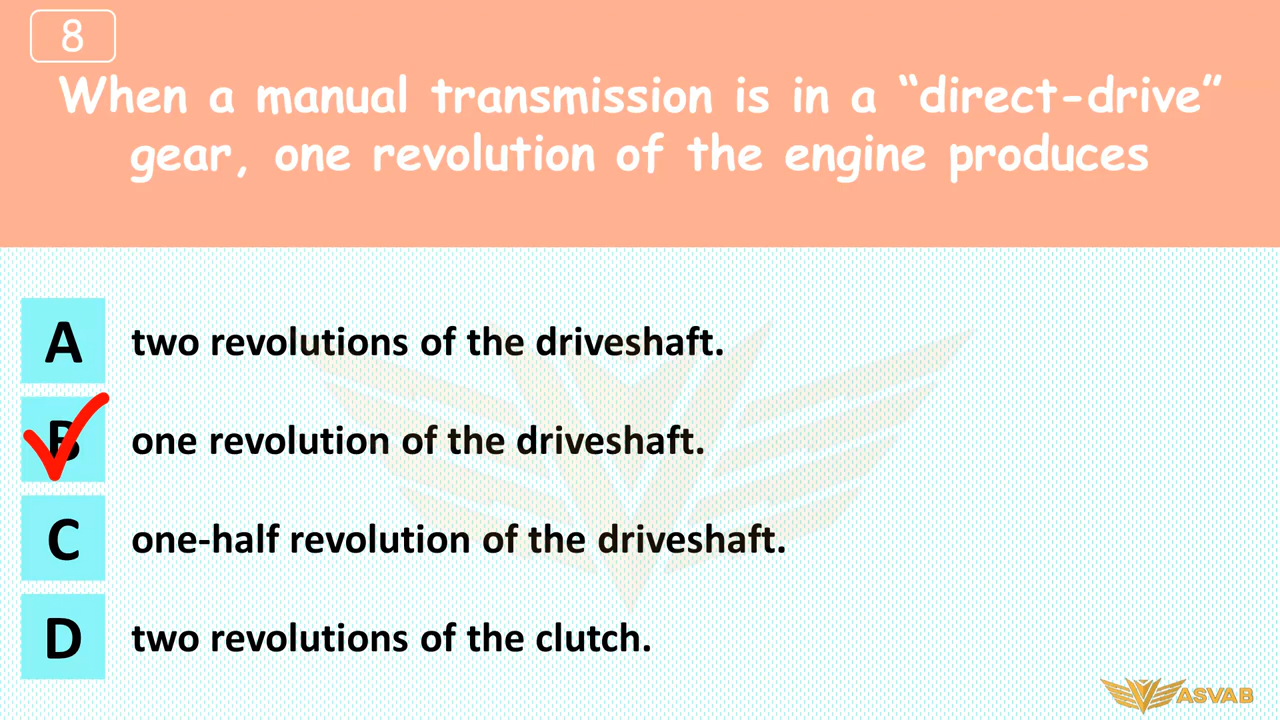 8
When a manual transmission is in a “direct-drive”
gear, one revolution of the engine produces
A two revolutions of the driveshaft.
B one revolution of the driveshaft.
C one-half revolution of the driveshaft.
D two revolutions of the clutch.
ASVAB